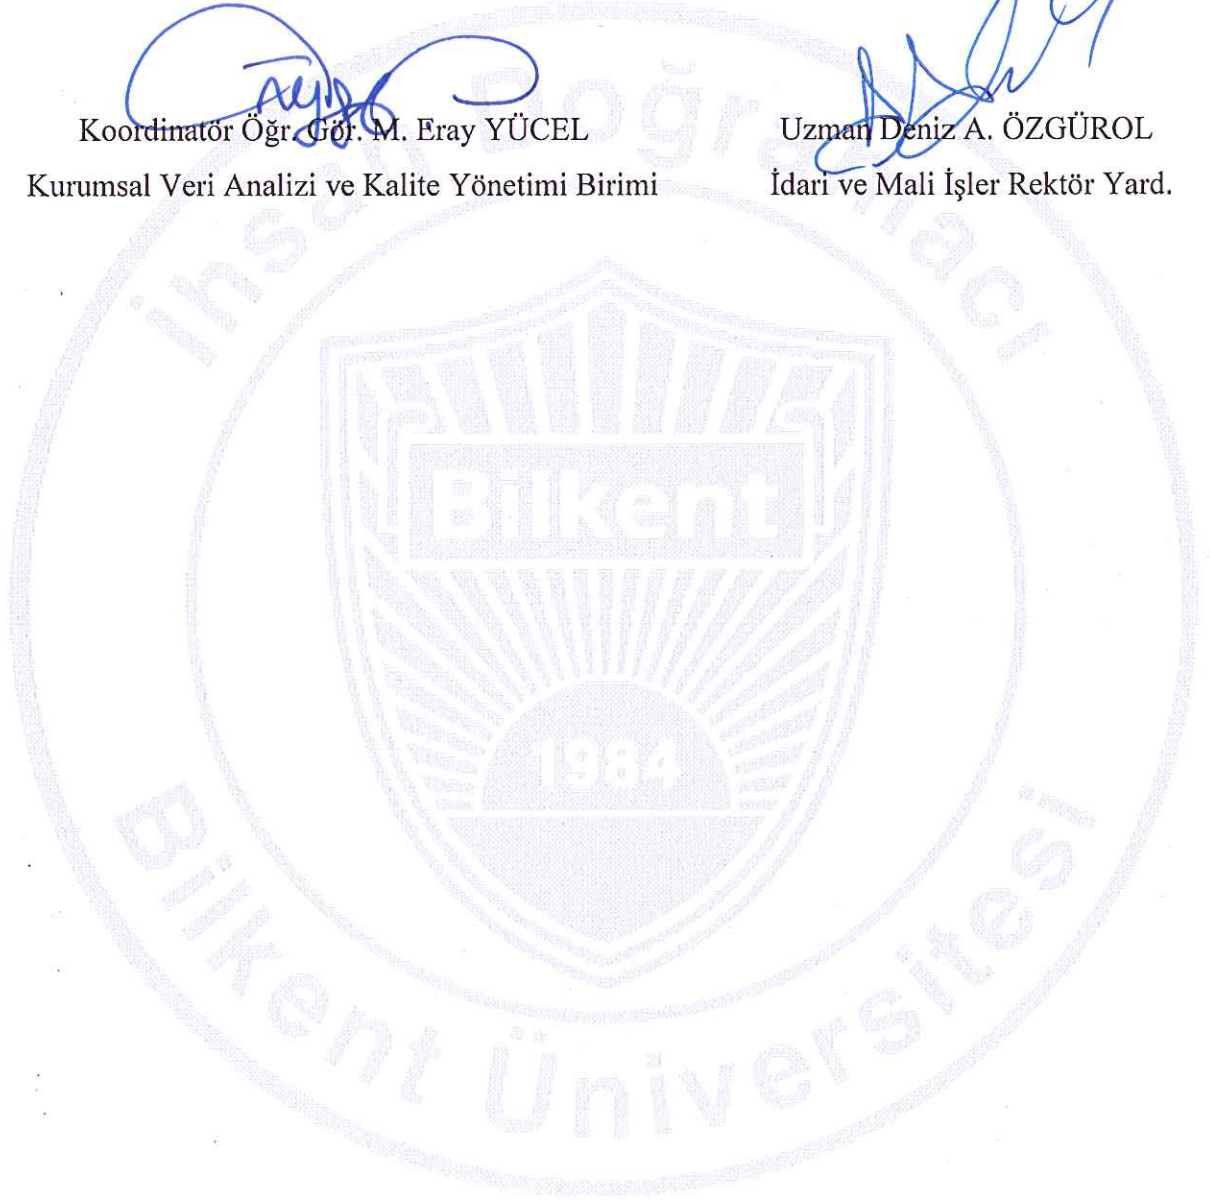 Koordinatör Öğr. Gör. M. Eray YÜCEL
Uzman Deniz A. ÖZGÜROL
Kurumsal Veri Analizi ve Kalite Yönetimi Birimi
İdari ve Mali İşler Rektör Yard.
İhsan Doğramacı
Bilkent
1984
Bilkent Üniversitesi